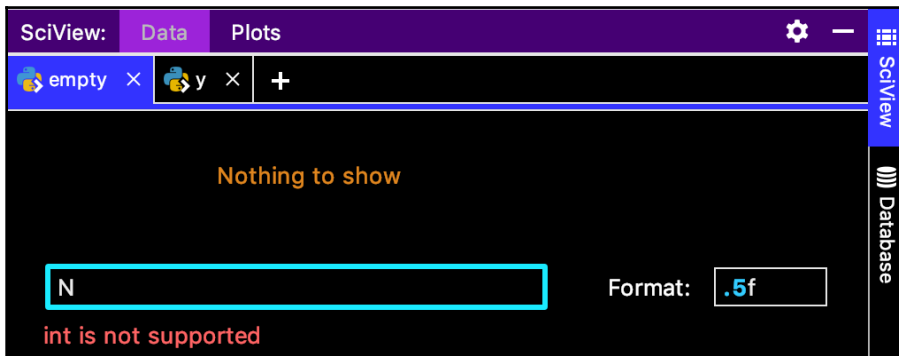 SciView: Data Plots
empty y
Nothing to show
N Format: .5f
int is not supported
SciView
Database